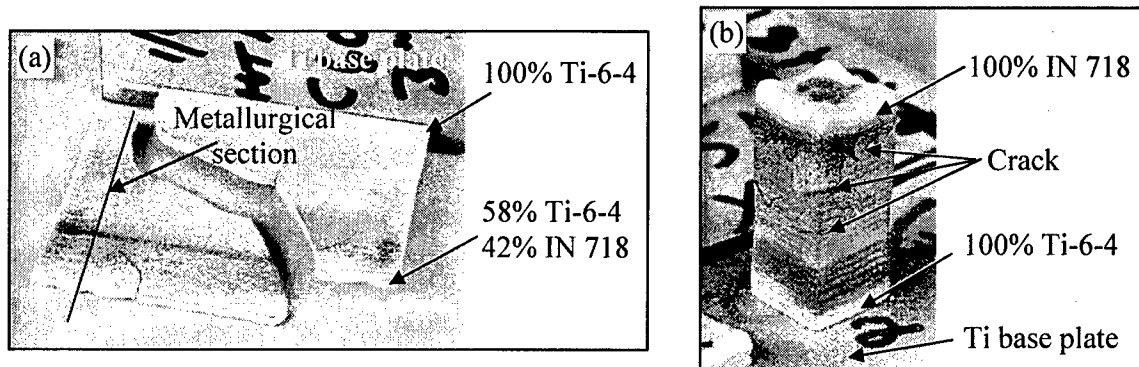 (a)
Ti base plate
100% Ti-6-4
Metallurgical
section
58% Ti-6-4
42% IN 718
(b)
100% IN 718
Crack
100% Ti-6-4
Ti base plate